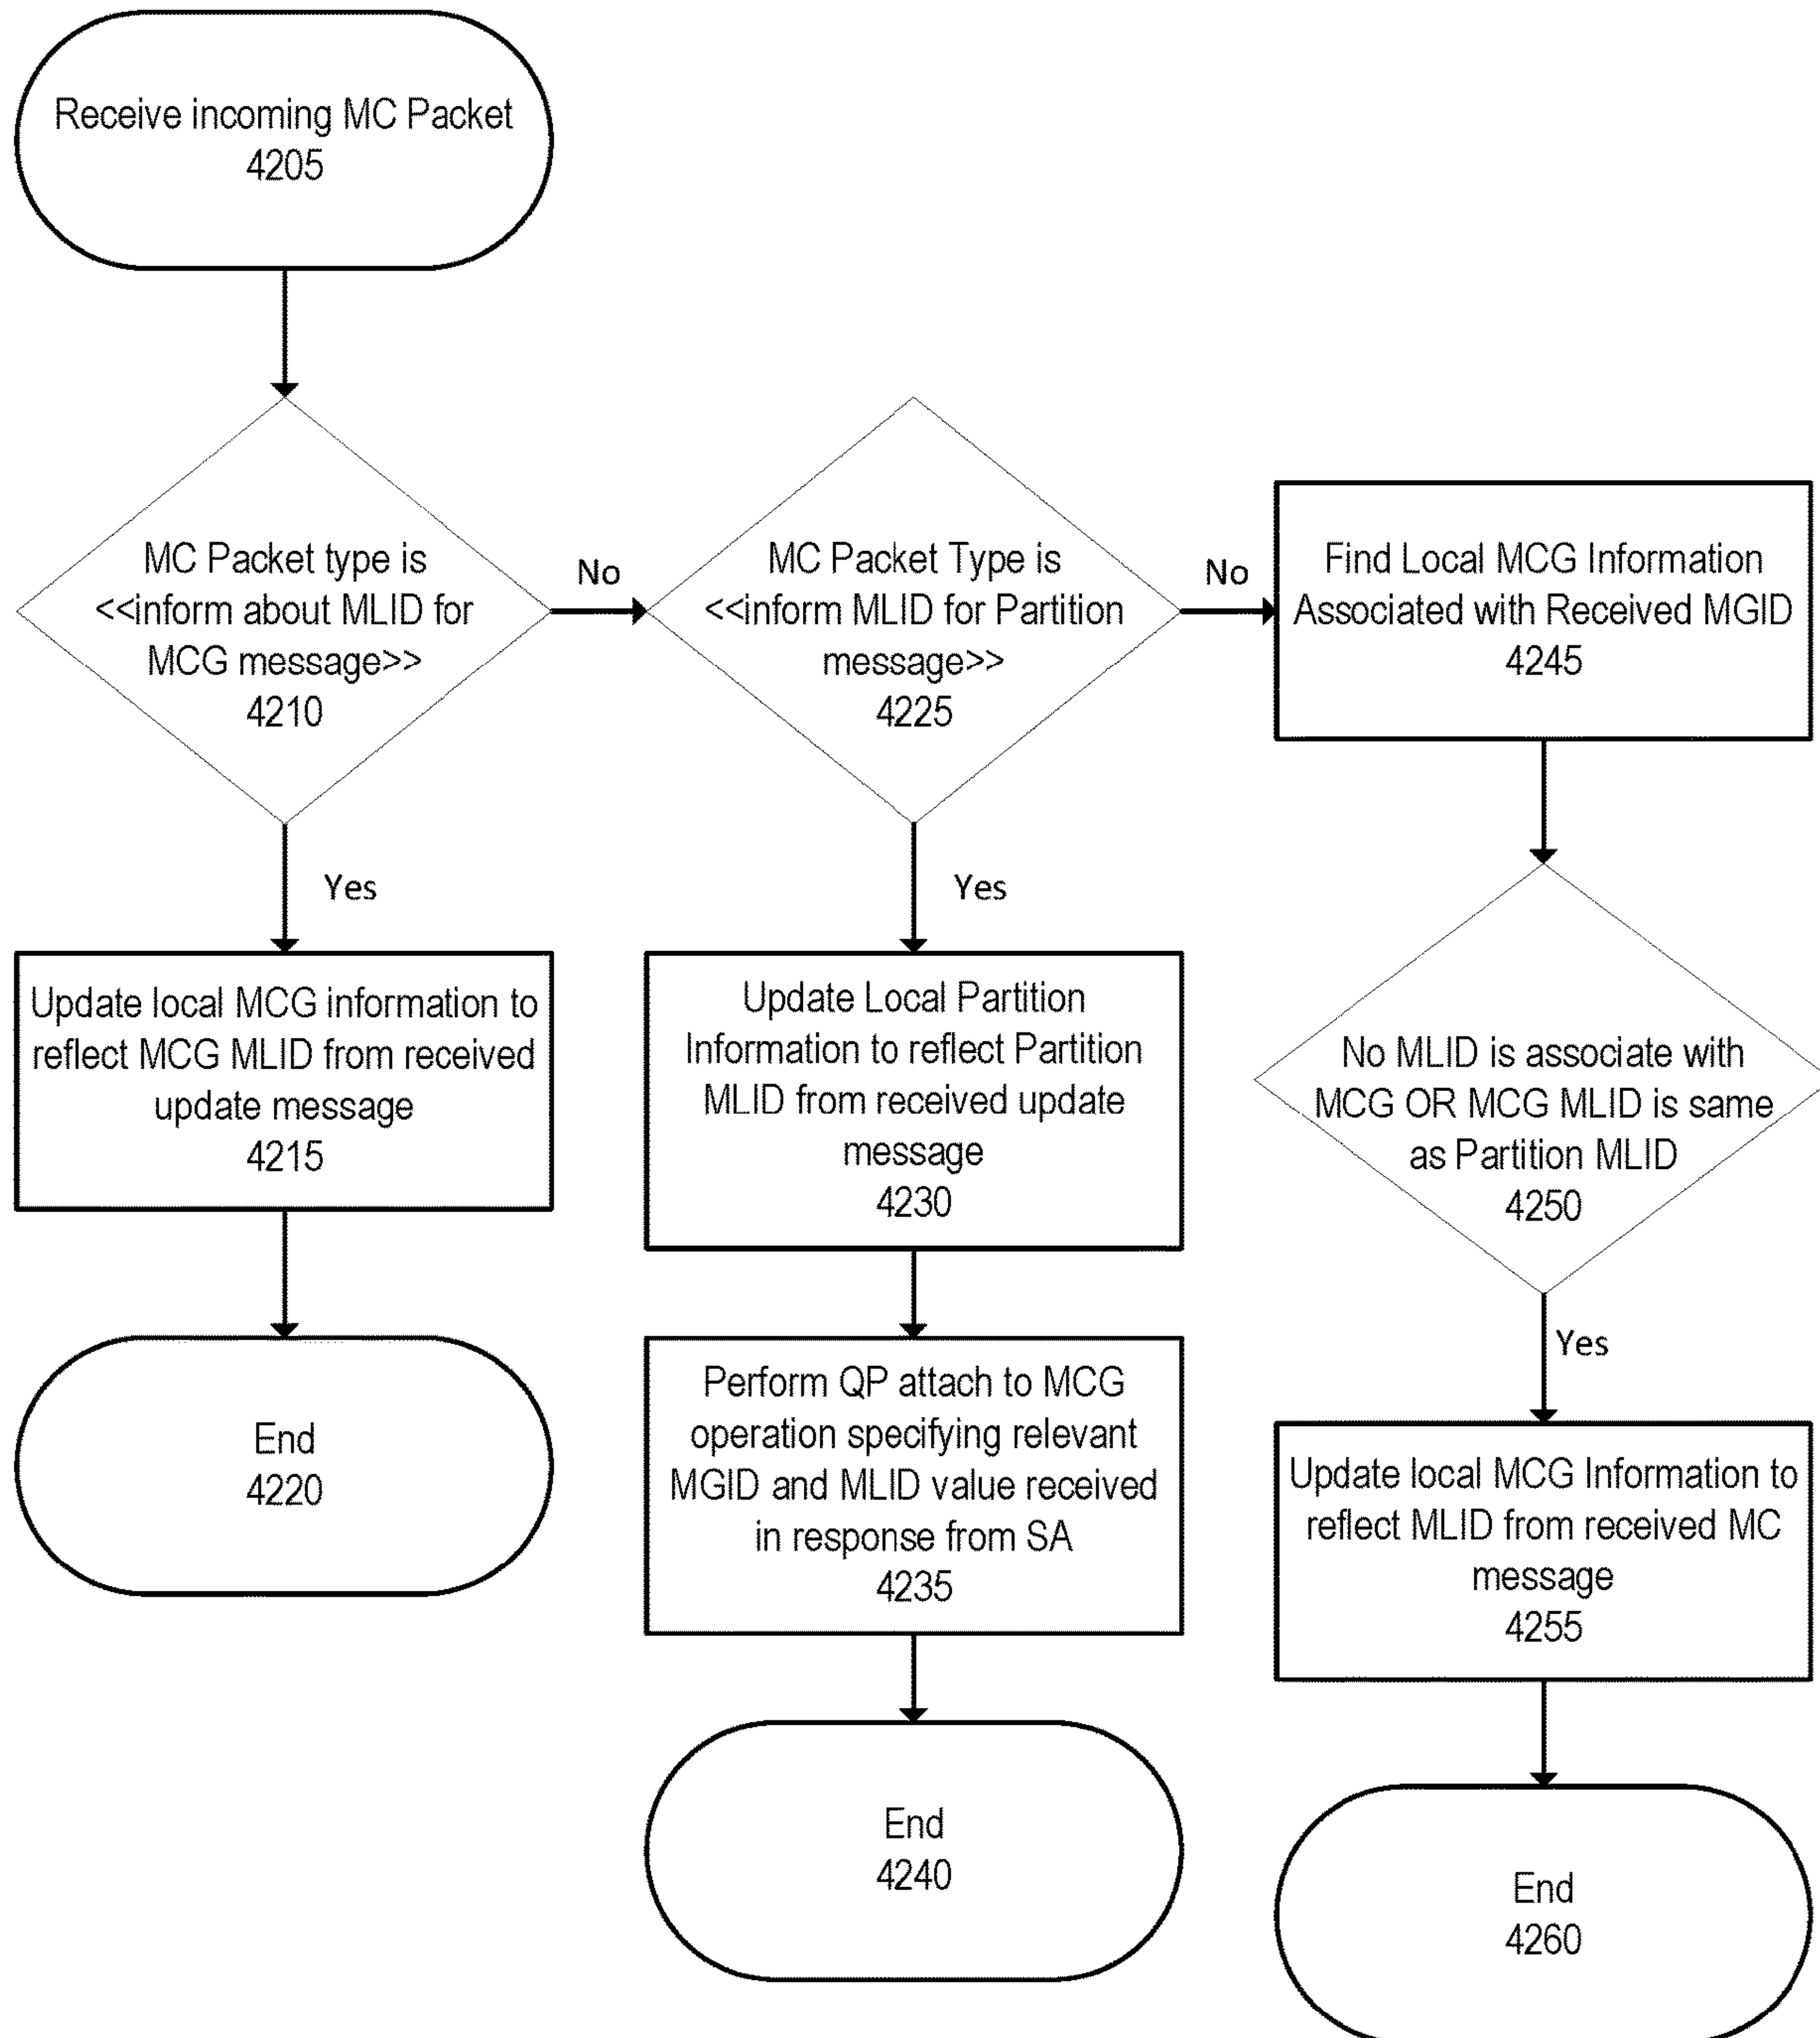 Receive incoming MC Packet
4205
MC Packet type is
<<inform about MLID for
MCG message>>
4210
No
MC Packet Type is
<<inform MLID for Partition
message>>
4225
No
Find Local MCG Information
Associated with Received MGID
4245
Yes
Update local MCG information to
reflect MCG MLID from received
update message
4215
End
4220
Yes
Update Local Partition
Information to reflect Partition
MLID from received update
message
4230
Perform QP attach to MCG
operation specifying relevant
MGID and MLID value received
in response from SA
4235
End
4240
No MLID is associate with
MCG OR MCG MLID is same
as Partition MLID
4250
Yes
Update local MCG Information to
reflect MLID from received MC
message
4255
End
4260